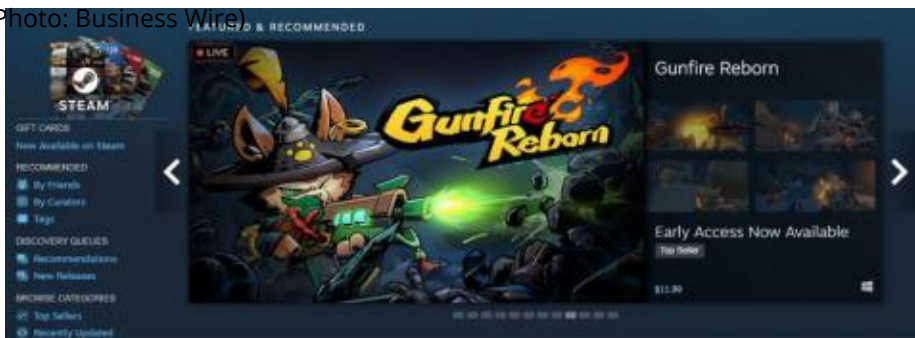 Photo: Business Wire)
FEATURED & RECOMMENDED
LIVE
STEAM
GIFT CARDS
Now Available on Steam
RECOMMENDED
By Friends
By Curators
Tags
DISCOVERY QUEUES
Recommendations
New Releases
BROWSE CATEGORIES
Top Sellers
Recently Updated
Gunfire
Reborn
Gunfire Reborn
Early Access Now Available
Top Seller
$11.99